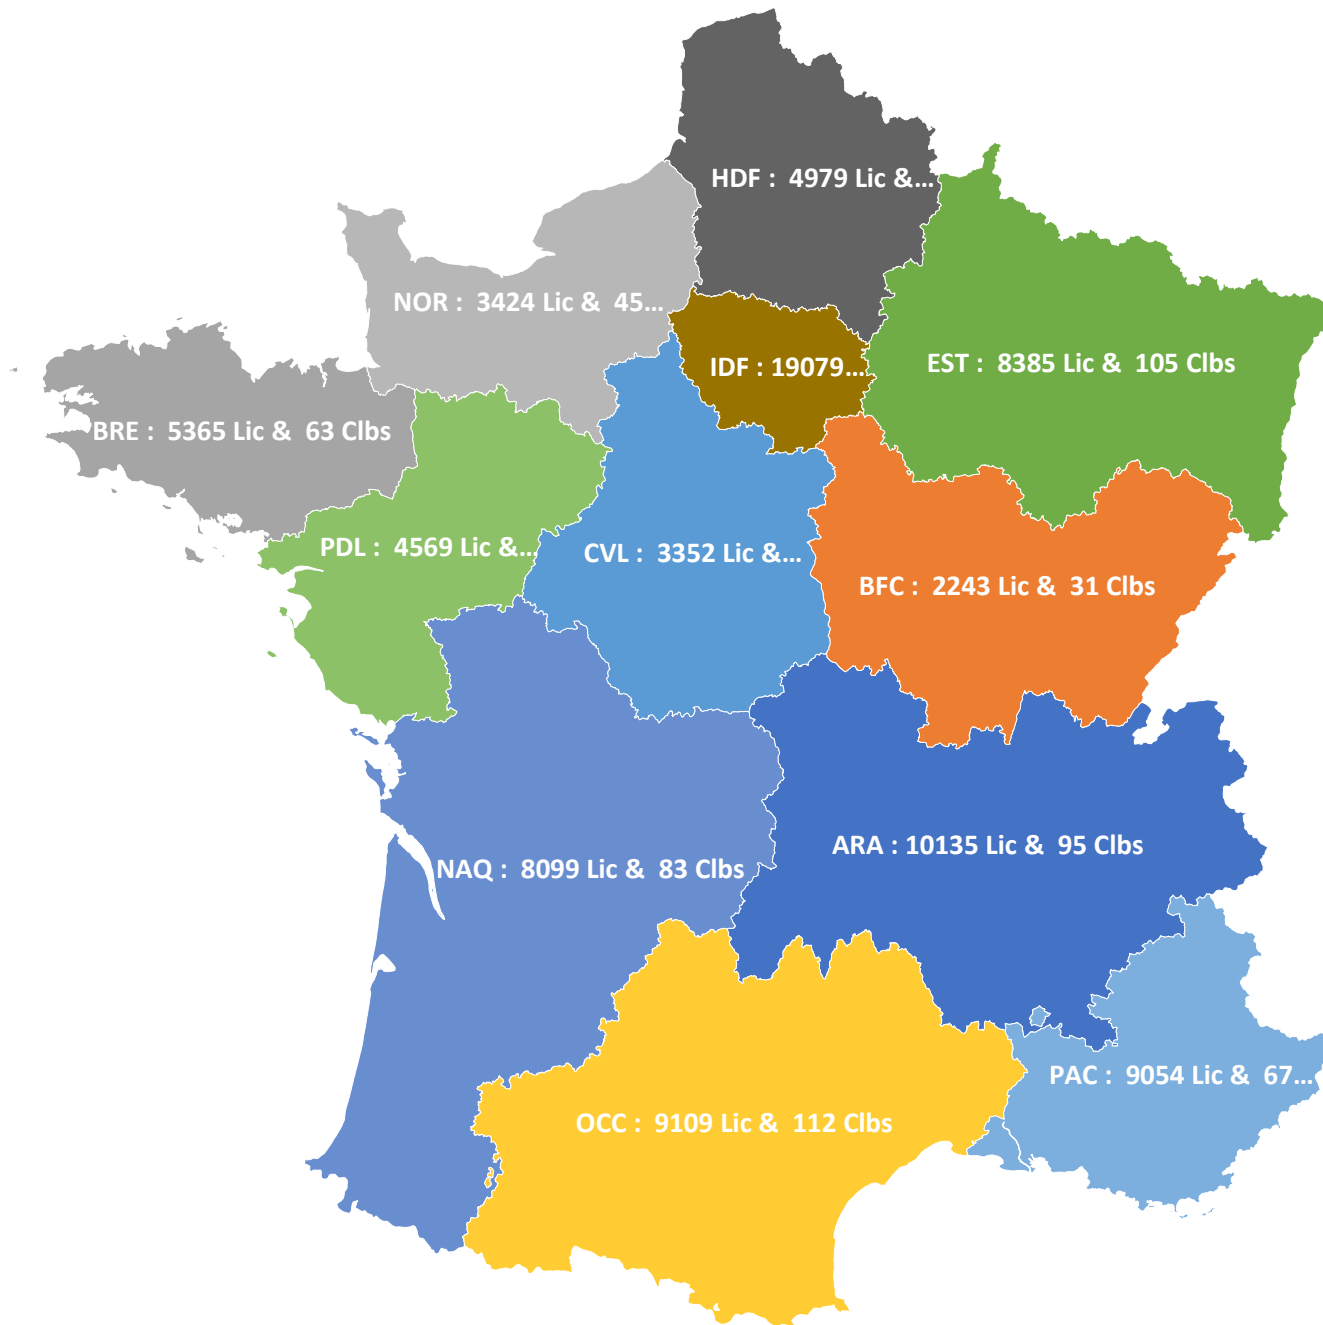 HDF :  4979 Lic &...
NOR :  3424 Lic &  45...
IDF : 19079...
EST :  8385 Lic &  105 Clbs
BRE :  5365 Lic &  63 Clbs
PDL :  4569 Lic &...
CVL :  3352 Lic &...
BFC :  2243 Lic &  31 Clbs
ARA : 10135 Lic &  95 Clbs
NAQ :  8099 Lic &  83 Clbs
PAC :  9054 Lic &  67...
OCC :  9109 Lic &  112 Clbs